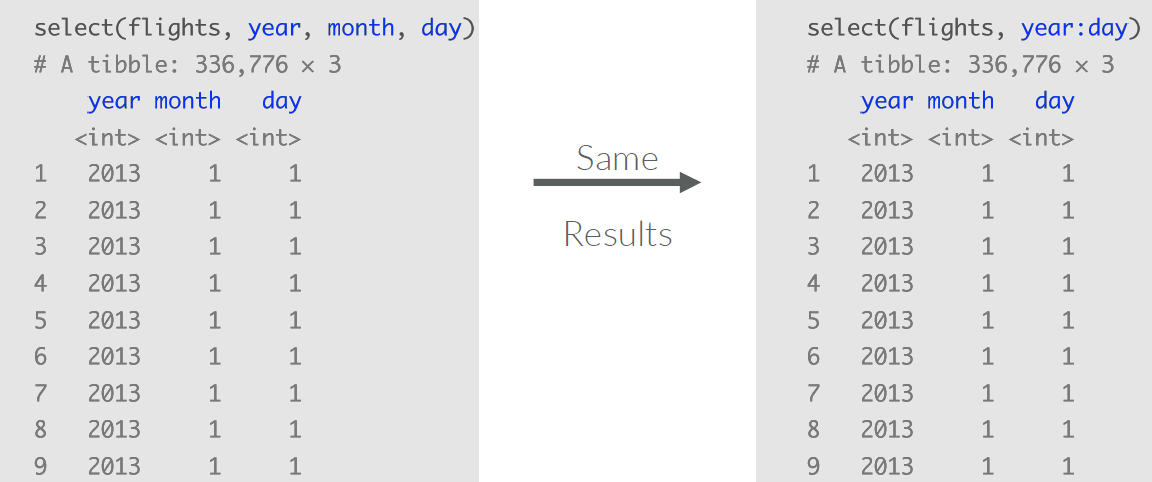 select(flights, year, month, day)
# A tibble: 336,776 × 3
year month day
<int> <int> <int>
1 2013 1 1
2 2013 1 1
3 2013 1 1
4 2013 1 1
5 2013 1 1
6 2013 1 1
7 2013 1 1
8 2013 1 1
9 2013 1 1
Same
Results
select(flights, year:day)
# A tibble: 336,776 × 3
year month day
<int> <int> <int>
1 2013 1 1
2 2013 1 1
3 2013 1 1
4 2013 1 1
5 2013 1 1
6 2013 1 1
7 2013 1 1
8 2013 1 1
9 2013 1 1